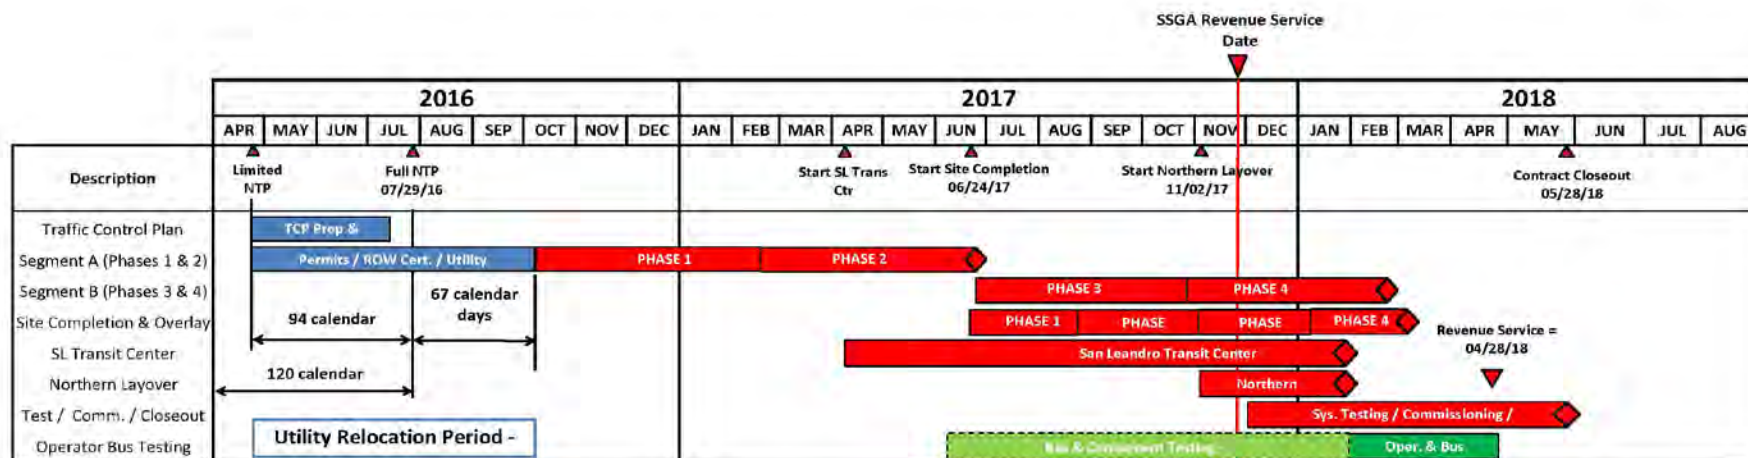 SSGA Revenue Service
Date
2016 2017 2018
APR MAY JUN JUL AUG SEP OCT NOV DEC JAN FEB MAR APR MAY JUN JUL AUG SEP OCT NOV DEC JAN FEB MAR APR MAY JUN JUL AUG
Description
Limited
NTP
Full NTP
07/29/16
Start SL Trans
Ctr
Start Site Completion
06/24/17
Start Northern Layover
11/02/17
Contract Closeout
05/28/18
Traffic Control Plan
TCP Prep &
Segment A (Phases 1 & 2)
Permits / ROW Cert. / Utility
PHASE 1
PHASE 2
Segment B (Phases 3 & 4)
PHASE 3
PHASE 4
94 calendar
67 calendar
days
Site Completion & Overlay
PHASE 1
PHASE
PHASE
PHASE 4
Revenue Service =
04/28/18
SL Transit Center
San Leandro Transit Center
Northern Layover
120 calendar
Northern
Test / Comm. / Closeout
Sys. Testing / Commissioning /
Utility Relocation Period -
Operator Bus Testing
Bus & Component Testing
Oper. & Bus